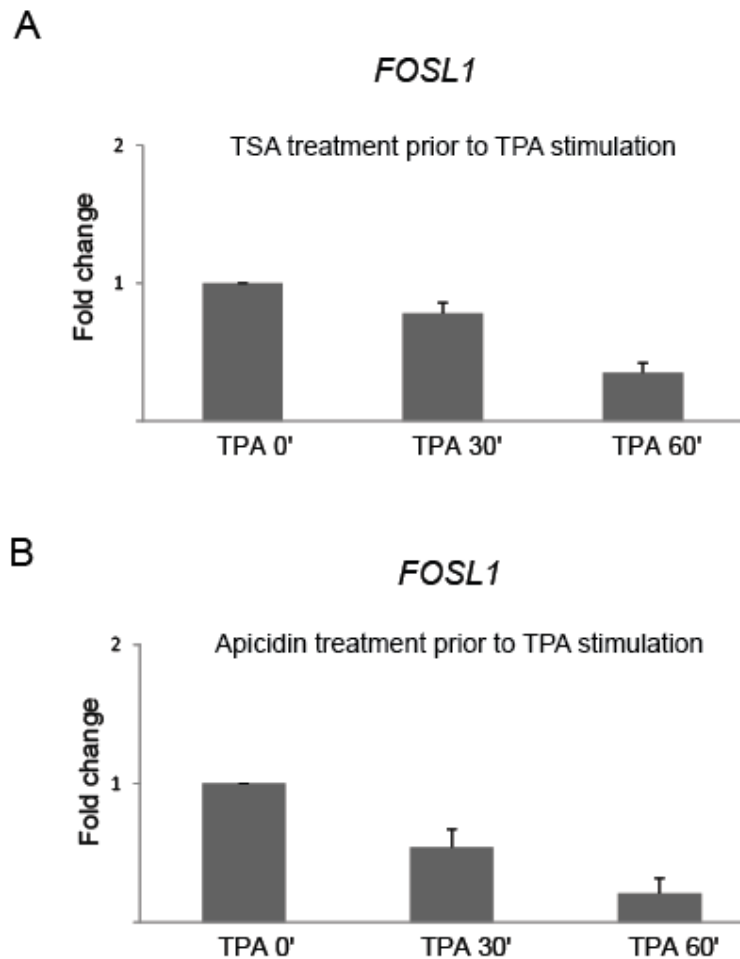 A
FOSL1
TSA treatment prior to TPA stimulation
2
1
Fold change
TPA 0'
TPA 30'
TPA 60'
B
FOSL1
Apicidin treatment prior to TPA stimulation
2
1
Fold change
TPA 0'
TPA 30'
TPA 60'